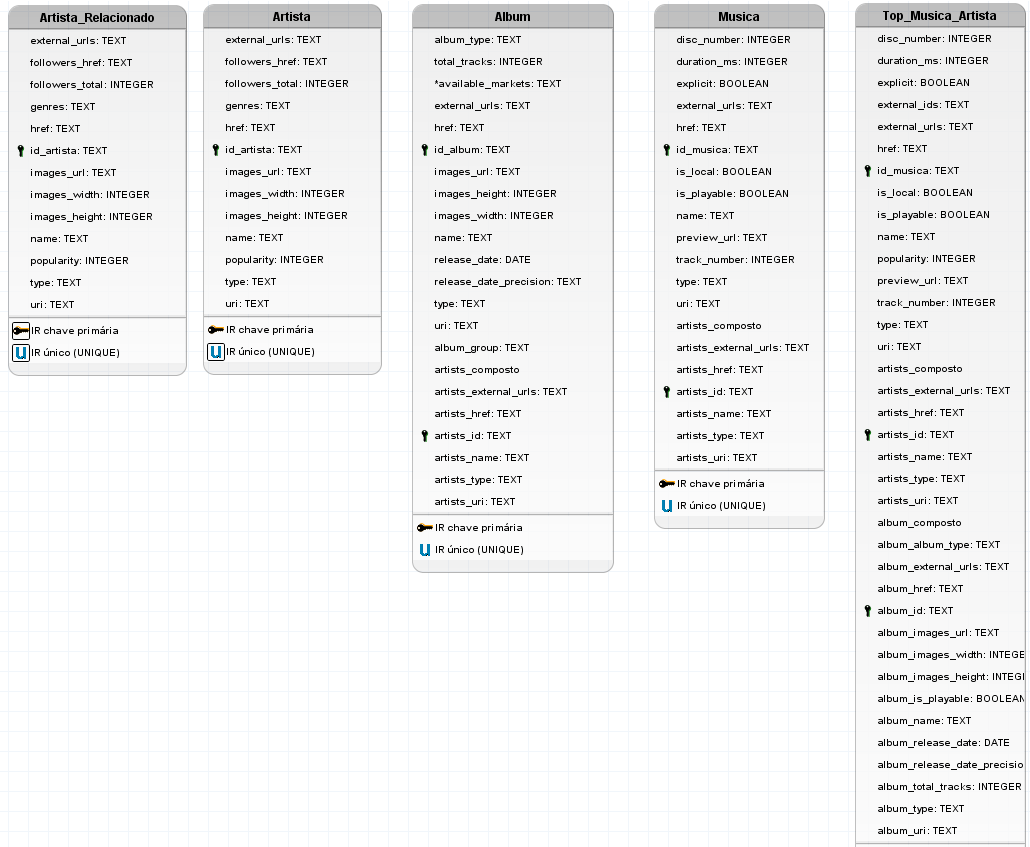 Artista_Relacionado
external_urls: TEXT
followers_href: TEXT
followers_total: INTEGER
genres: TEXT
href: TEXT
id_artista: TEXT
images_url: TEXT
images_width: INTEGER
images_height: INTEGER
name: TEXT
popularity: INTEGER
type: TEXT
uri: TEXT
IR chave primária
U IR único (UNIQUE)
Artista
external_urls: TEXT
followers_href: TEXT
followers_total: INTEGER
genres: TEXT
href: TEXT
id_artista: TEXT
images_url: TEXT
images_width: INTEGER
images_height: INTEGER
name: TEXT
popularity: INTEGER
type: TEXT
uri: TEXT
IR chave primária
U IR único (UNIQUE)
Album
album_type: TEXT
total_tracks: INTEGER
*available_markets: TEXT
external_urls: TEXT
href: TEXT
id_album: TEXT
images_url: TEXT
images_height: INTEGER
images_width: INTEGER
name: TEXT
release_date: DATE
release_date_precision: TEXT
type: TEXT
uri: TEXT
album_group: TEXT
artists_composto
artists_external_urls: TEXT
artists_href: TEXT
artists_id: TEXT
artists_name: TEXT
artists_type: TEXT
artists_uri: TEXT
IR chave primária
U IR único (UNIQUE)
Musica
disc_number: INTEGER
duration_ms: INTEGER
explicit: BOOLEAN
external_urls: TEXT
href: TEXT
id_musica: TEXT
is_local: BOOLEAN
is_playable: BOOLEAN
name: TEXT
preview_url: TEXT
track_number: INTEGER
type: TEXT
uri: TEXT
artists_composto
artists_external_urls: TEXT
artists_href: TEXT
artists_id: TEXT
artists_name: TEXT
artists_type: TEXT
artists_uri: TEXT
IR chave primária
U IR único (UNIQUE)
Top_Musica_Artista
disc_number: INTEGER
duration_ms: INTEGER
explicit: BOOLEAN
external_ids: TEXT
external_urls: TEXT
href: TEXT
id_musica: TEXT
is_local: BOOLEAN
is_playable: BOOLEAN
name: TEXT
popularity: INTEGER
preview_url: TEXT
track_number: INTEGER
type: TEXT
uri: TEXT
artists_composto
artists_external_urls: TEXT
artists_href: TEXT
artists_id: TEXT
artists_name: TEXT
artists_type: TEXT
artists_uri: TEXT
album_composto
album_album_type: TEXT
album_external_urls: TEXT
album_href: TEXT
album_id: TEXT
album_images_url: TEXT
album_images_width: INTEGE
album_images_height: INTEG
album_is_playable: BOOLEAN
album_name: TEXT
album_release_date: DATE
album_release_date_precisio
album_total_tracks: INTEGER
album_type: TEXT
album_uri: TEXT